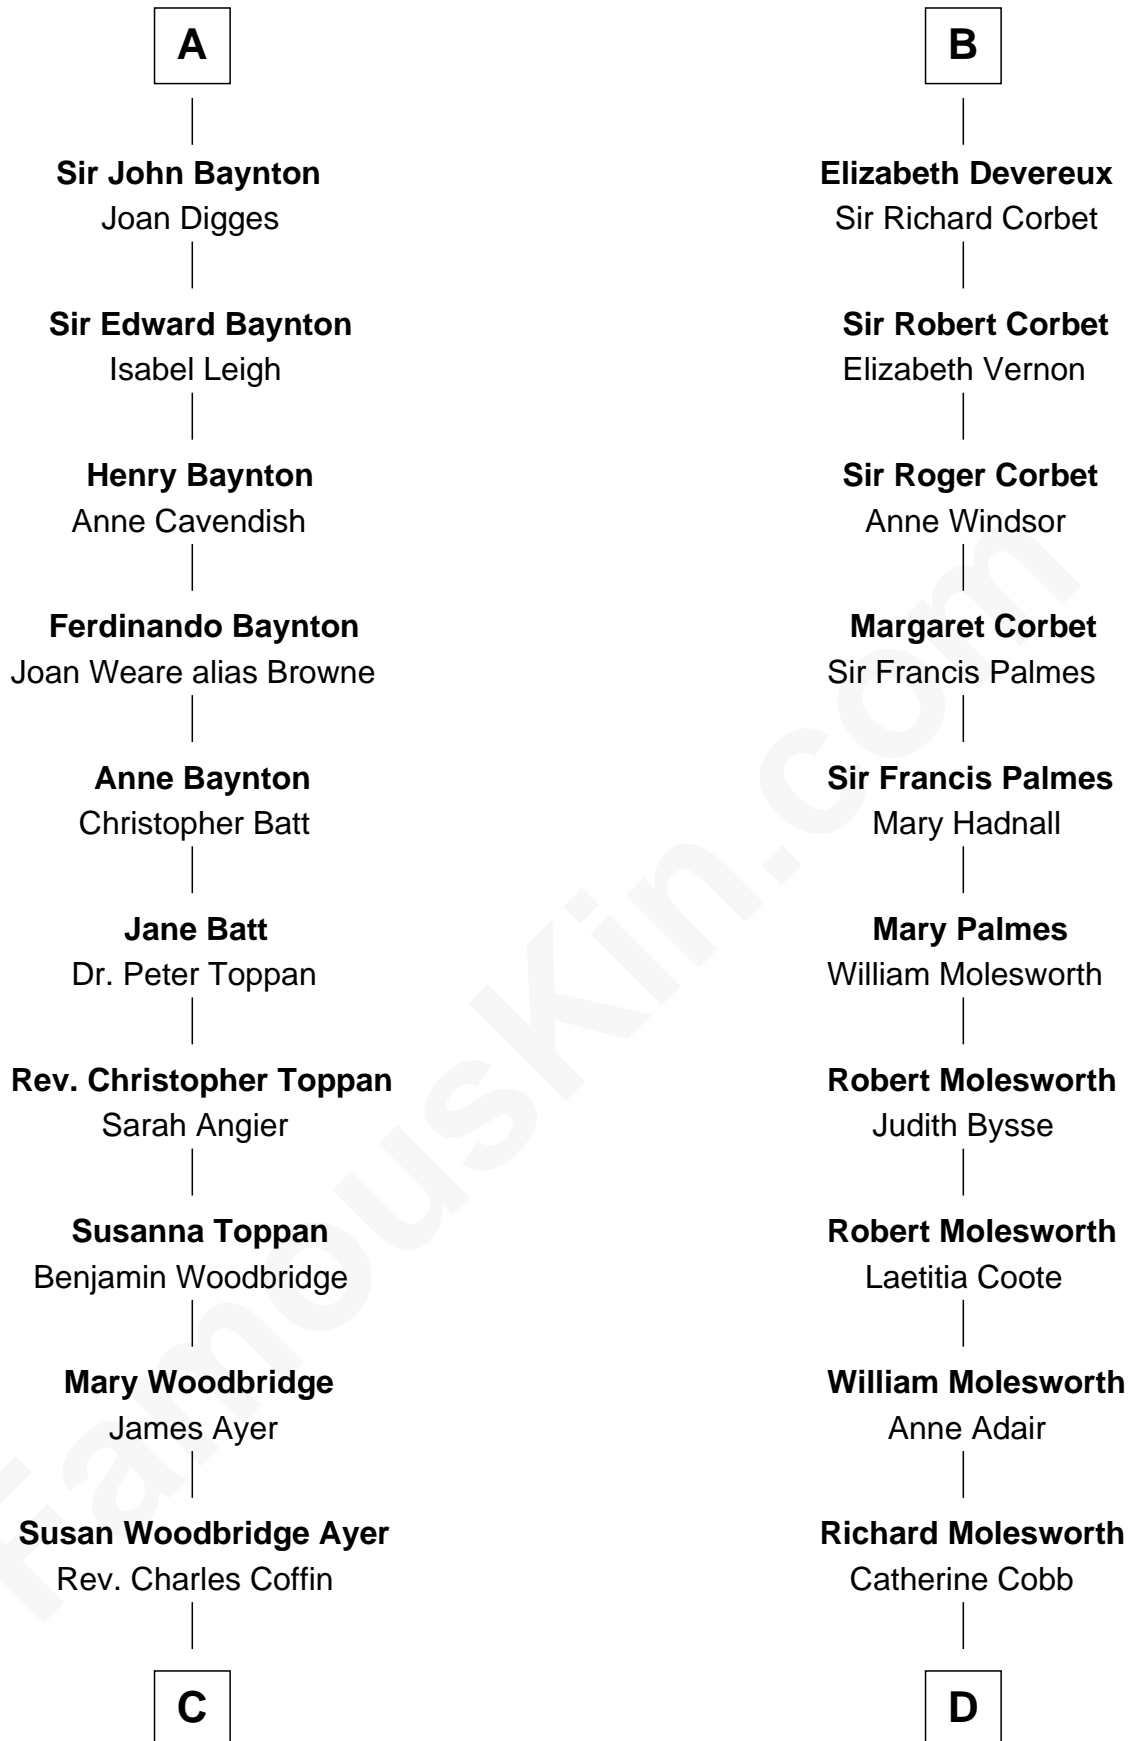 A
Sir John Baynton
Joan Digges
Sir Edward Baynton
Isabel Leigh
Henry Baynton
Anne Cavendish
Ferdinando Baynton
Joan Weare alias Browne
Anne Baynton
Christopher Batt
Jane Batt
Dr. Peter Toppan
Rev. Christopher Toppan
Sarah Angier
Susanna Toppan
Benjamin Woodbridge
Mary Woodbridge
James Ayer
Susan Woodbridge Ayer
Rev. Charles Coffin
C
B
Elizabeth Devereux
Sir Richard Corbet
Sir Robert Corbet
Elizabeth Vernon
Sir Roger Corbet
Anne Windsor
Margaret Corbet
Sir Francis Palmes
Sir Francis Palmes
Mary Hadnall
Mary Palmes
William Molesworth
Robert Molesworth
Judith Bysse
Robert Molesworth
Laetitia Coote
William Molesworth
Anne Adair
Richard Molesworth
Catherine Cobb
D
FamousKin.com